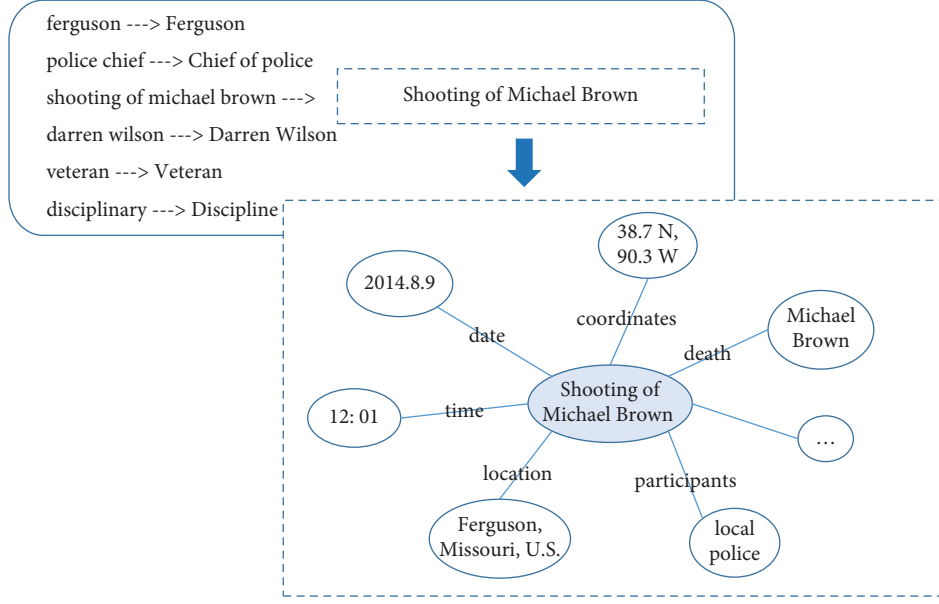 ferguson ---> Ferguson
police chief ---> Chief of police
shooting of michael brown --->
Shooting of Michael Brown
darren wilson ---> Darren Wilson
veteran ---> Veteran
disciplinary ---> Discipline
38.7 N,
90.3 W
2014.8.9
coordinates
Michael
Brown
date
death
Shooting of
Michael Brown
12: 01
time
...
location
participants
Ferguson,
Missouri, U.S.
local
police